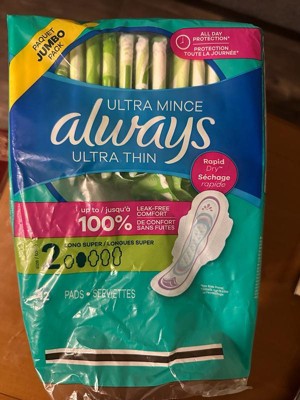 PAQUET
JUMBO
PACK
ALL DAY
PROTECTION*
PROTECTION
TOUTE LA JOURNÉE*
ULTRA MINCE
always
ULTRA THIN
Rapid
Dry™
Séchage
rapide
up to / jusqu'à
100%
LEAK-FREE
COMFORT
DE CONFORT
SANS FUITES
2
LONG SUPER / LONGUES SUPER
PADS • SERVIETTES